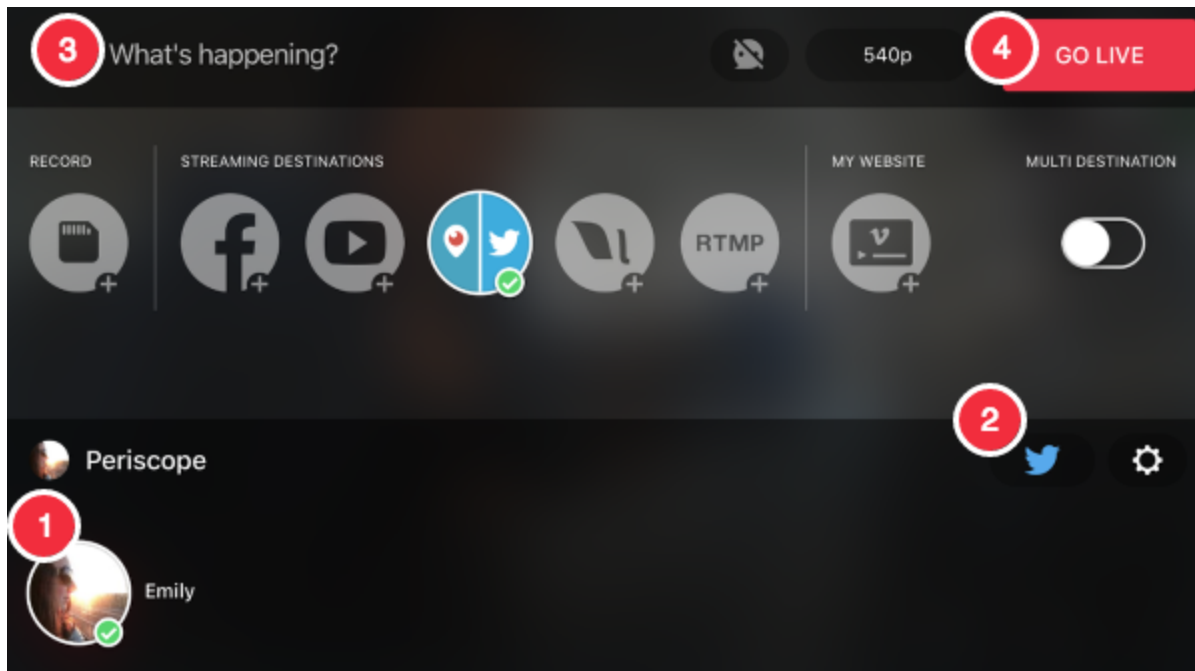 3 What's happening? 540p 4 GO LIVE
RECORD STREAMING DESTINATIONS MY WEBSITE MULTI DESTINATION
RTMP
2
Periscope
1
Emily